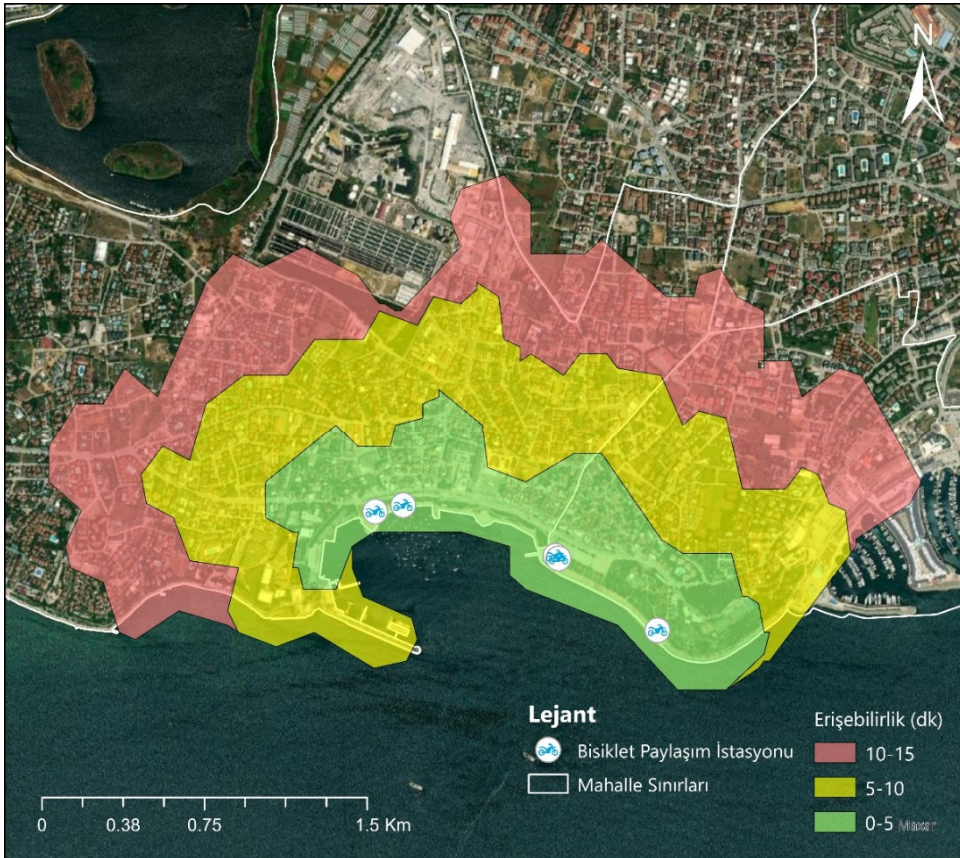 N
Lejant
Bisiklet Paylaşım İstasyonu
Mahalle Sınırları
Erişebilirlik (dk)
10-15
5-10
0-5
Maxar
0 0.38 0.75 1.5 Km